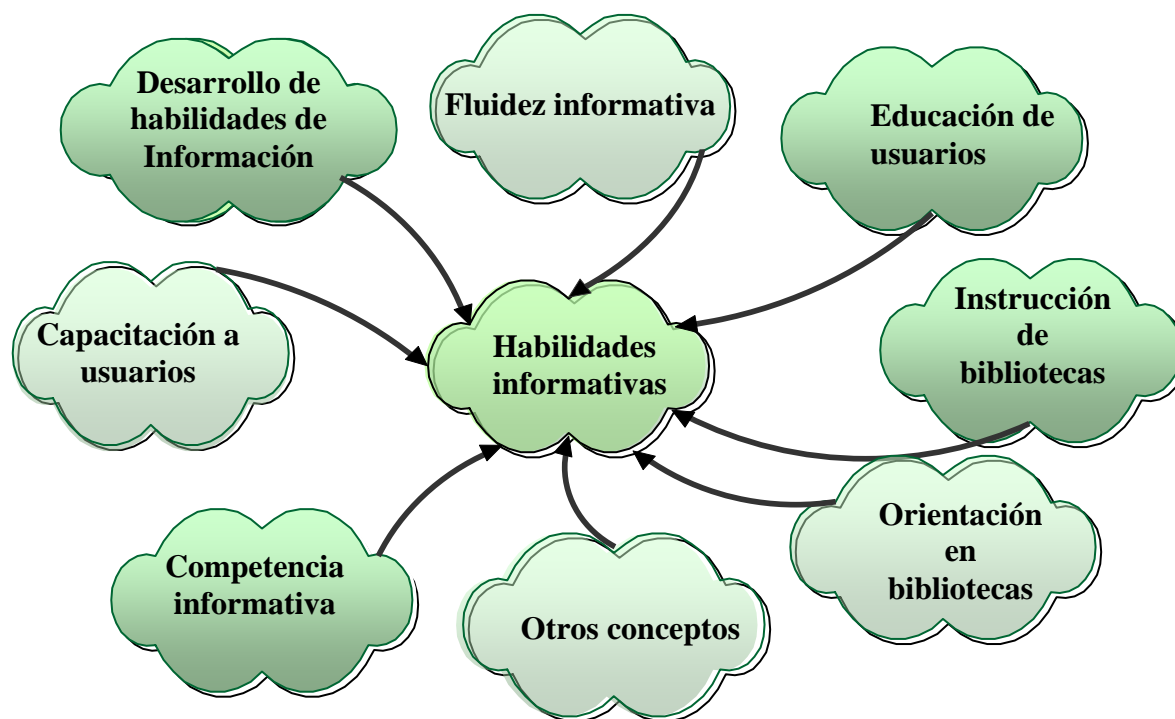 Desarrollo de
habilidades de
Información
Fluidez informativa
Educación de
usuarios
Capacitación a
usuarios
Habilidades
informativas
Instrucción
de
bibliotecas
Competencia
informativa
Otros conceptos
Orientación
en
bibliotecas